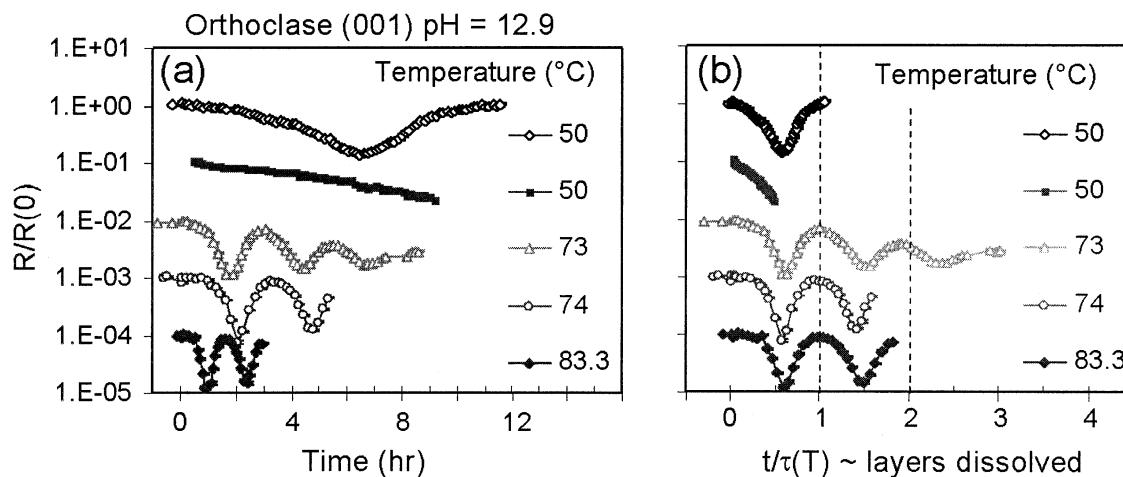 Orthoclase (001) pH = 12.9
R/R(0)
1.E+01
1.E+00
1.E-01
1.E-02
1.E-03
1.E-04
1.E-05
(a)
Temperature (°C)
50
50
73
74
83.3
0
4
8
12
Time (hr)
(b)
Temperature (°C)
50
50
73
74
83.3
0
1
2
3
4
t/τ(T) ~ layers dissolved